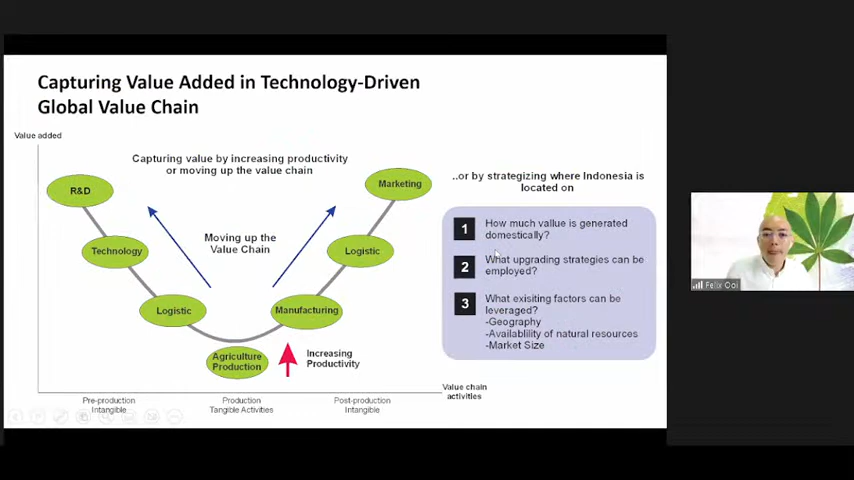 Capturing Value Added in Technology-Driven
Global Value Chain
Value added
Capturing value by increasing productivity
or moving up the value chain
R&D
Marketing
Technology
Moving up the
Value Chain
Logistic
Logistic
Manufacturing
Agriculture
Production
Increasing
Productivity
Value chain
activities
Pre-production
Intangible
Production
Tangible Activities
Post-production
Intangible
..or by strategizing where Indonesia is
located on
1
How much vallue is generated
domestically?
2
What upgrading strategies can be
employed?
3
What exisiting factors can be
leveraged?
-Geography
-Availablility of natural resources
-Market Size
Felix Ooi